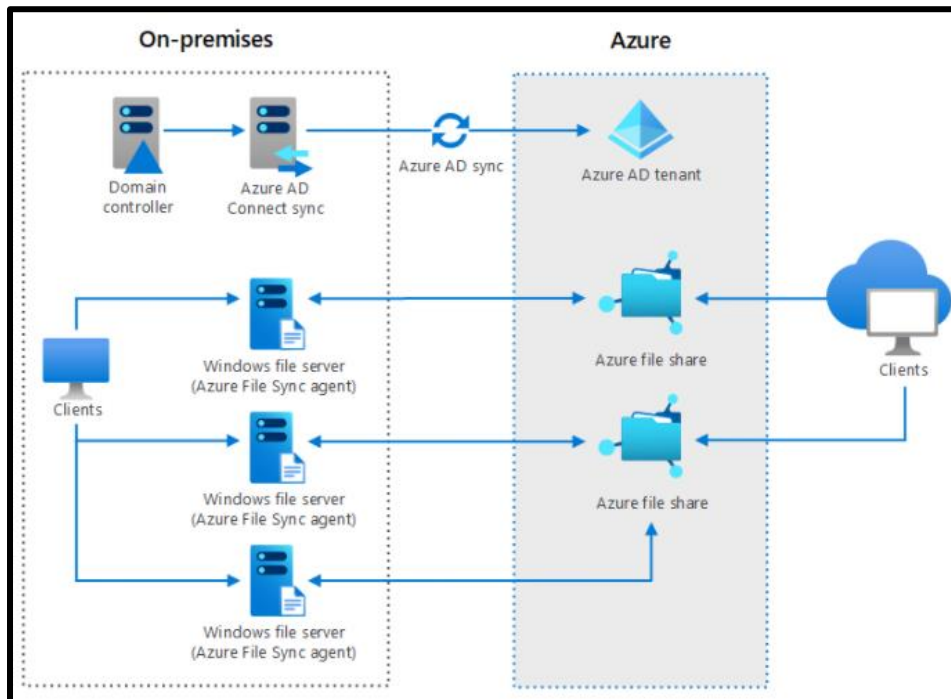 On-premises
Azure
Domain
controller
Azure AD
Connect sync
Azure AD sync
Azure AD tenant
Clients
Windows file server
(Azure File Sync agent)
Azure file share
Clients
Windows file server
(Azure File Sync agent)
Azure file share
Windows file server
(Azure File Sync agent)